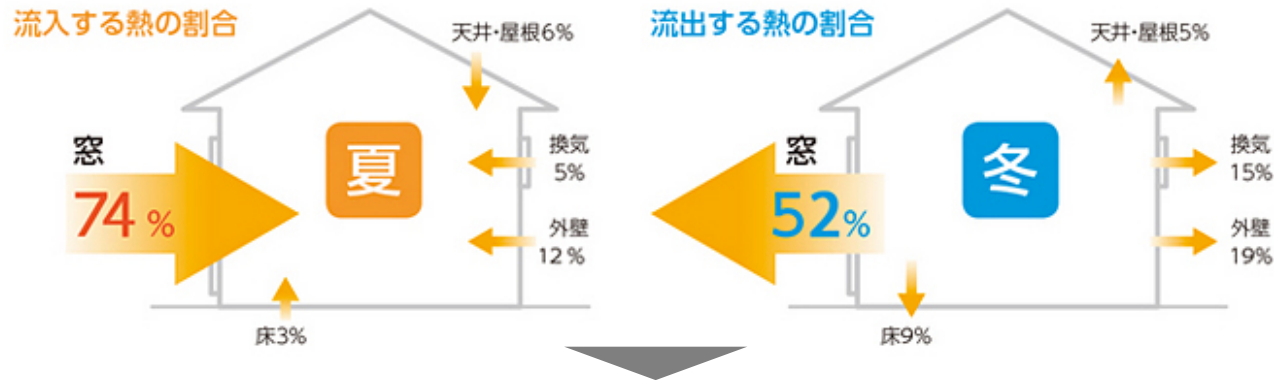 流入する熱の割合
天井・屋根6%
窓
74%
夏
換気
5%
外壁
12%
床3%
流出する熱の割合
天井・屋根5%
窓
52%
冬
換気
15%
外壁
19%
床9%